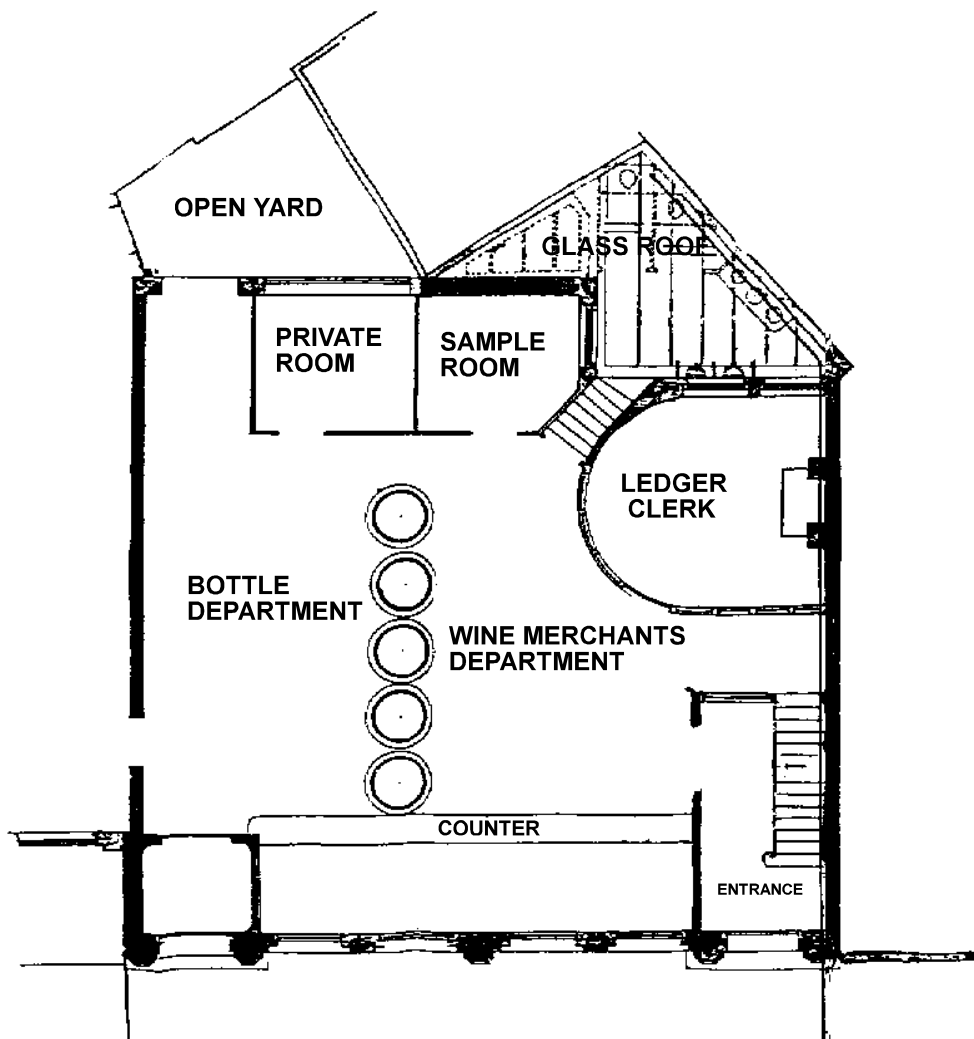 OPEN YARD
GLASS ROOF
PRIVATE
ROOM
SAMPLE
ROOM
LEDGER
CLERK
BOTTLE
DEPARTMENT
WINE MERCHANTS
DEPARTMENT
COUNTER
ENTRANCE